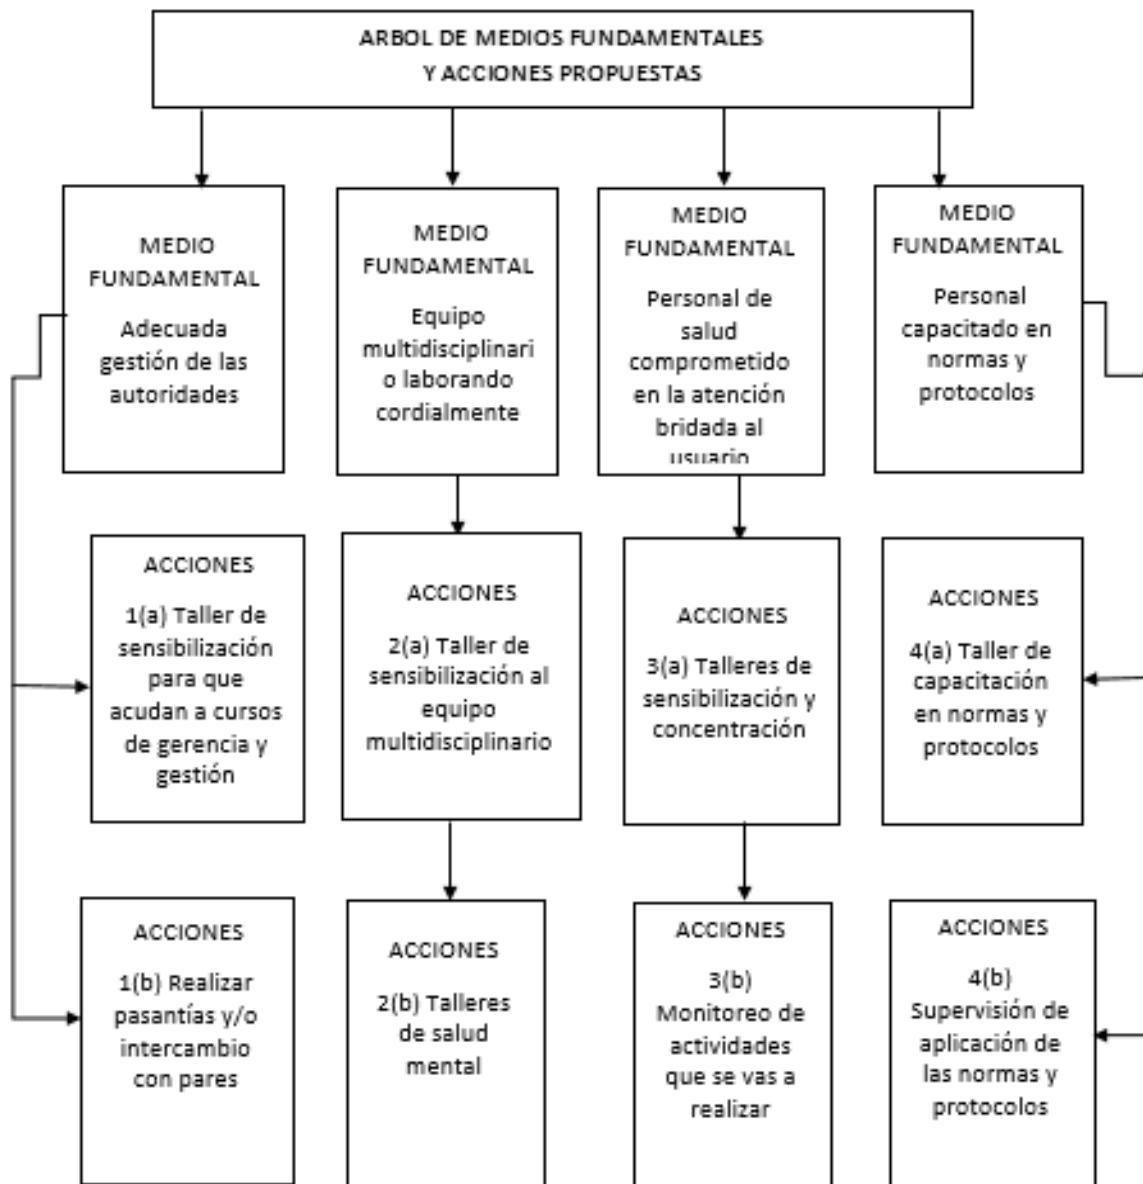 ARBOL DE MEDIOS FUNDAMENTALES
Y ACCIONES PROPUESTAS
MEDIO
FUNDAMENTAL
Adecuada
gestión de las
autoridades
MEDIO
FUNDAMENTAL
Equipo
multidisciplinari
o laborando
cordialmente
MEDIO
FUNDAMENTAL
Personal de
salud
comprometido
en la atención
bridada al
usuario
MEDIO
FUNDAMENTAL
Personal
capacitado en
normas y
protocolos
ACCIONES
1(a) Taller de
sensibilización
para que
acudan a cursos
de gerencia y
gestión
ACCIONES
2(a) Taller de
sensibilización al
equipo
multidisciplinario
ACCIONES
3(a) Talleres de
sensibilización y
concentración
ACCIONES
4(a) Taller de
capacitación
en normas y
protocolos
ACCIONES
1(b) Realizar
pasantías y/o
intercambio
con pares
ACCIONES
2(b) Talleres
de salud
mental
ACCIONES
3(b)
Monitoreo de
actividades
que se vas a
realizar
ACCIONES
4(b)
Supervisión de
aplicación de
las normas y
protocolos